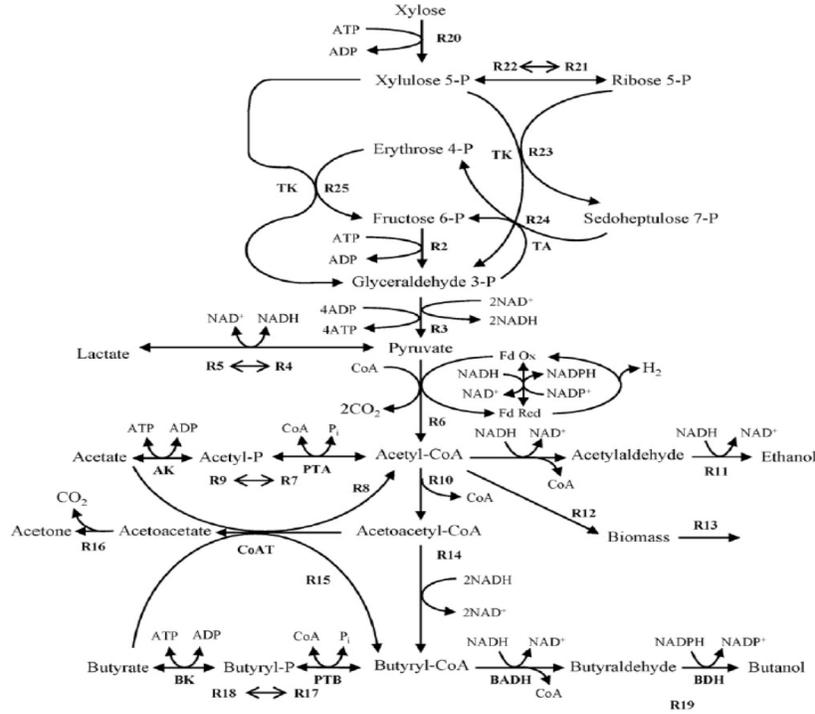 Xylose
ATP
R20
ADP
R22 R21
Xylulose 5-P Ribose 5-P
Erythrose 4-P TK R23
TK R25
Fructose 6-P R24 Sedoheptulose 7-P
ATP
R2 TA
ADP
Glyceraldehyde 3-P
4ADP 2NAD⁺
NAD⁺ NADH
4ATP R3 2NADH
Lactate Pyruvate
R5 R4 CoA Fd Ox H₂
NADH NADPH
NAD⁺ NADP⁺
2CO₂ Fd Red
R6
ATP ADP CoA Pᵢ NADH NAD⁺ NADH NAD⁺
Acetate Acetyl-P Acetyl-CoA Acetylaldehyde Ethanol
AK PTA R11
R9 R7 R8 R10 CoA
CO₂ CoA
R12
Acetone Acetoacetate Acetoacetyl-CoA Biomass R13
R16 CoAT
R14
R15
2NADH
2NAD⁺
ATP ADP CoA Pᵢ NADH NAD⁺ NADPH NADP⁺
Butyrate Butyryl-P Butyryl-CoA Butyraldehyde Butanol
BK PTB BADH BDH
R18 R17 CoA
R19